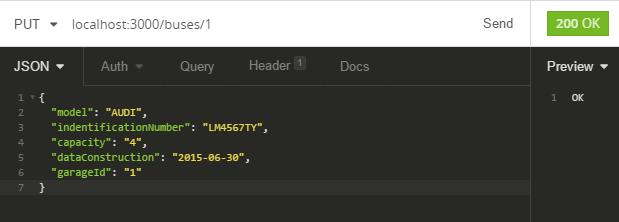 PUT localhost:3000/buses/1 Send 200 OK
JSON Auth Query Header 1 Docs Preview
1 {
2 "model": "AUDI",
3 "indentificationNumber": "LM4567TY",
4 "capacity": "4",
5 "dataConstruction": "2015-06-30",
6 "garageId": "1"
7 }
1 OK